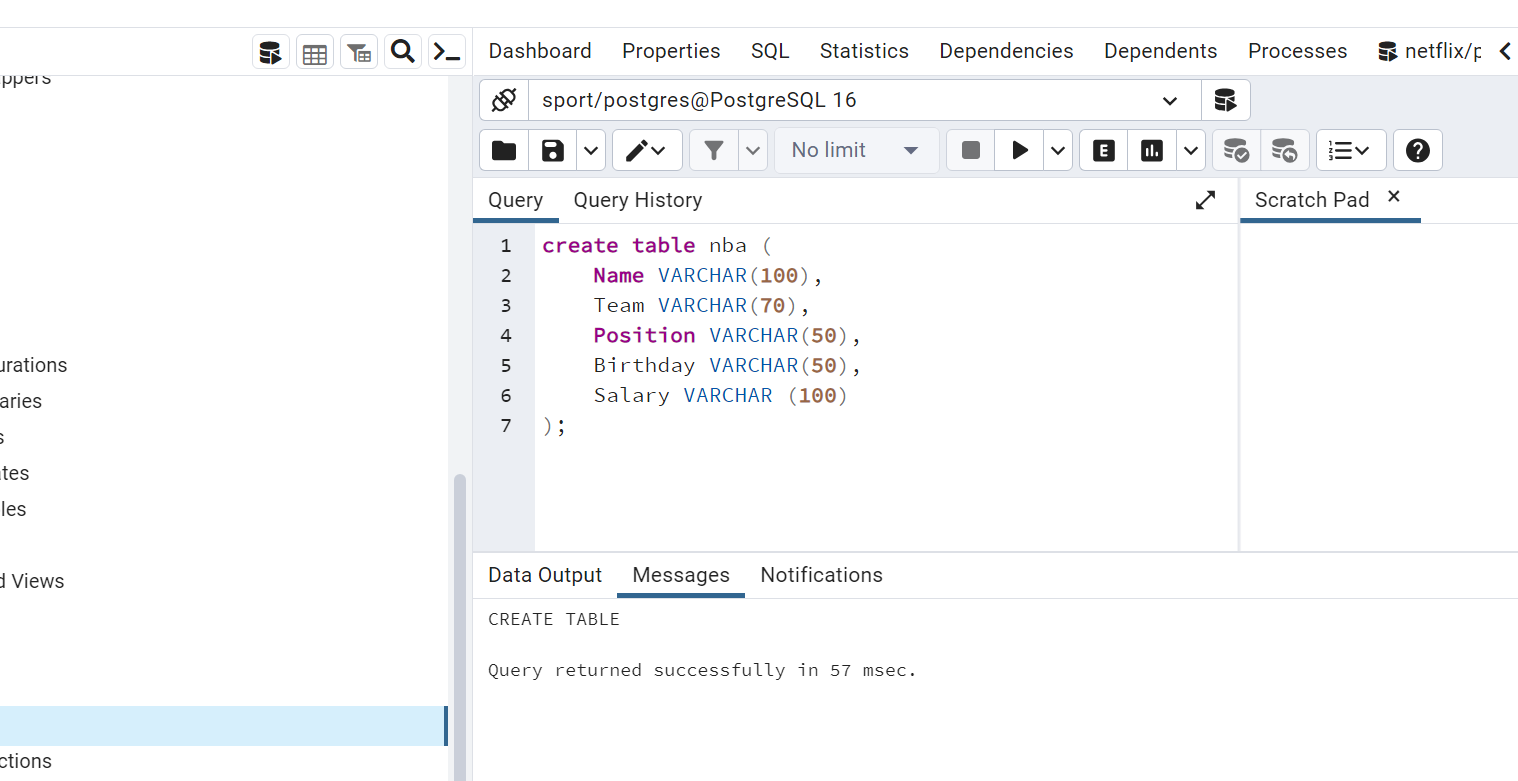 Dashboard Properties SQL Statistics Dependencies Dependents Processes netflix/p
sport/postgres@PostgreSQL 16
No limit
E
Query Query History
Scratch Pad
1 create table nba (
2 Name VARCHAR(100),
3 Team VARCHAR(70),
4 Position VARCHAR(50),
5 Birthday VARCHAR(50),
6 Salary VARCHAR (100)
7 );
Data Output Messages Notifications
CREATE TABLE
Query returned successfully in 57 msec.
ppers
urations
aries
s
ates
les
d Views
ctions